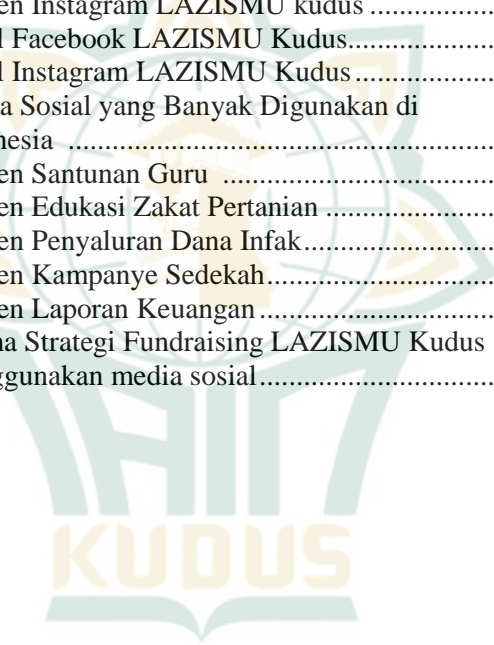 en Instagram LAZISMU kudus ...................
l Facebook LAZISMU Kudus......................
l Instagram LAZISMU Kudus.....................
a Sosial yang Banyak Digunakan di
nesia ..........................................................
en Santunan Guru .....................................
en Edukasi Zakat Pertanian .........................
en Penyaluran Dana Infak............................
en Kampanye Sedekah.................................
en Laporan Keuangan..................................
na Strategi Fundraising LAZISMU Kudus
ggunakan media sosial..................................
IAIN
KUDUS